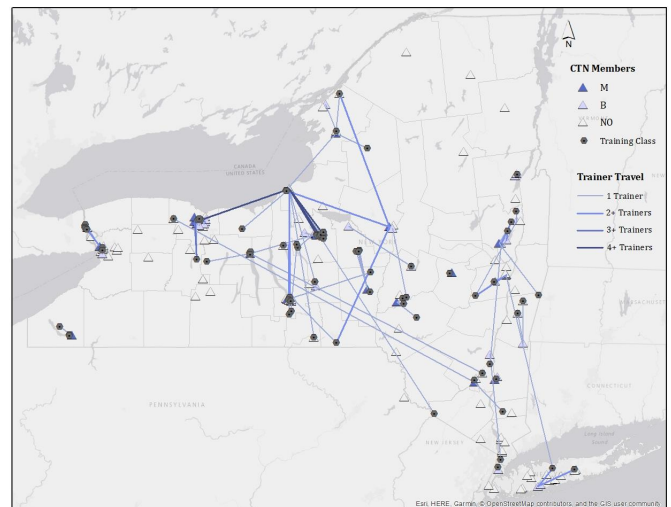 N
CTN Members
M
B
NO
Training Class
Trainer Travel
1 Trainer
2+ Trainers
3+ Trainers
4+ Trainers
CANADA
UNITED STATES
PENNSYLVANIA
CONNECTICUT
Long Island
Sound
NEW JERSEY
Esri, HERE, Garmin, © OpenStreetMap contributors, and the GIS user community